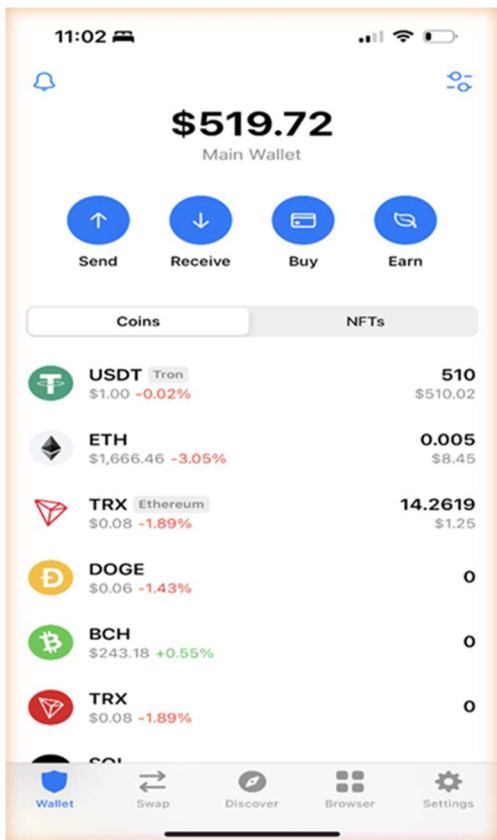 11:02
$519.72
Main Wallet
Send Receive Buy Earn
Coins NFTs
USDT Tron 510
$1.00 -0.02% $510.02
ETH 0.005
$1,666.46 -3.05% $8.45
TRX Ethereum 14.2619
$0.08 -1.89% $1.25
DOGE 0
$0.06 -1.43%
BCH 0
$243.18 +0.55%
TRX 0
$0.08 -1.89%
SOL
Wallet Swap Discover Browser Settings